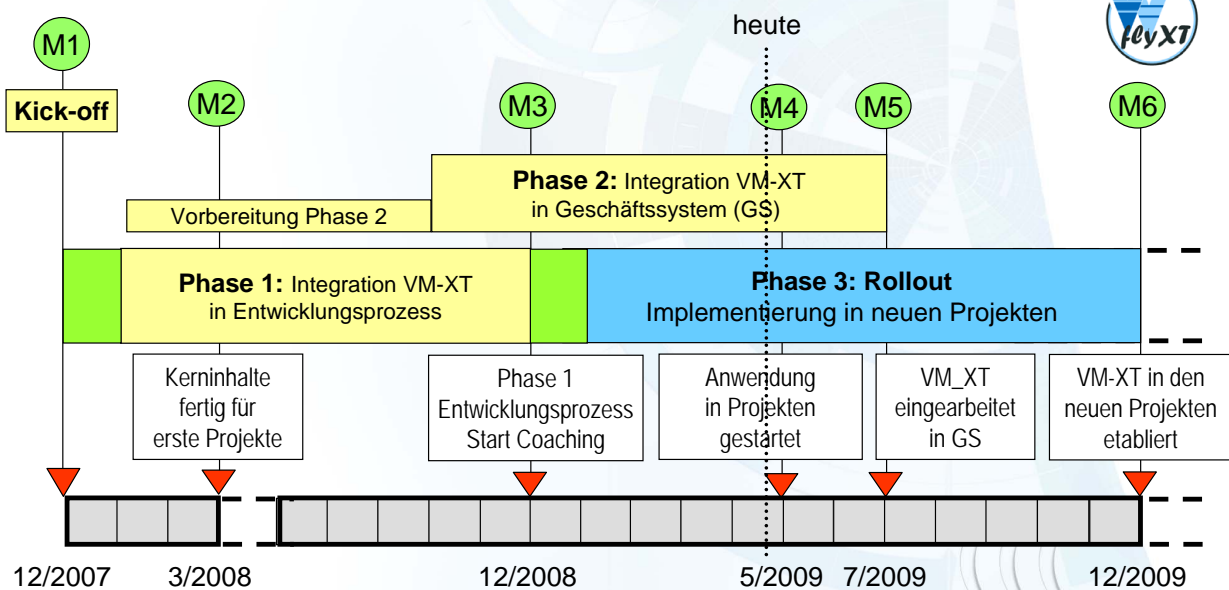 heute
flyXT
M1
Kick-off
M2
M3
M4
M5
M6
Phase 2: Integration VM-XT
in Geschäftssystem (GS)
Vorbereitung Phase 2
Phase 1: Integration VM-XT
in Entwicklungsprozess
Phase 3: Rollout
Implementierung in neuen Projekten
Kerninhalte
fertig für
erste Projekte
Phase 1
Entwicklungsprozess
Start Coaching
Anwendung
in Projekten
gestartet
VM_XT
eingearbeitet
in GS
VM-XT in den
neuen Projekten
etabliert
12/2007
3/2008
12/2008
5/2009
7/2009
12/2009